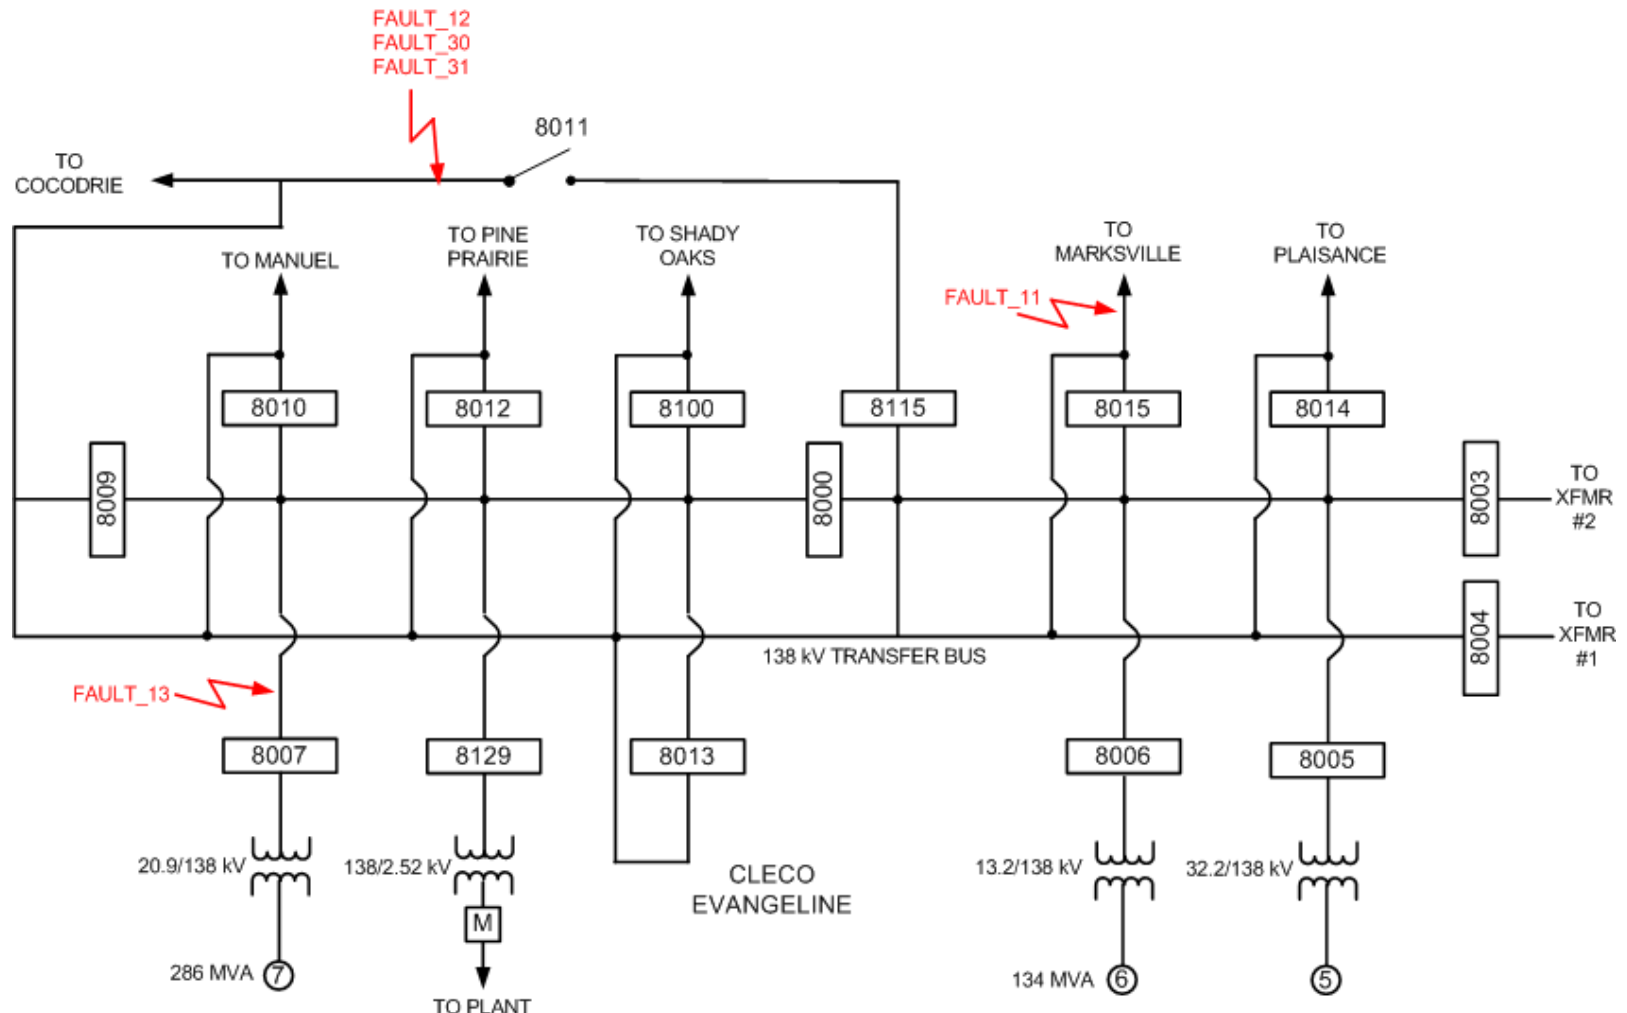 FAULT_12
FAULT_30
FAULT_31
8011
TO
COCODRIE
TO MANUEL
TO PINE
PRAIRIE
TO SHADY
OAKS
TO
MARKSVILLE
TO
PLAISANCE
FAULT_11
8010
8012
8100
8115
8015
8014
8009
8000
8003
TO
XFMR
#2
8004
TO
XFMR
#1
138 kV TRANSFER BUS
FAULT_13
8007
8129
8013
8006
8005
20.9/138 kV
138/2.52 kV
13.2/138 kV
32.2/138 kV
CLECO
EVANGELINE
M
286 MVA
7
134 MVA
6
5
TO PLANT